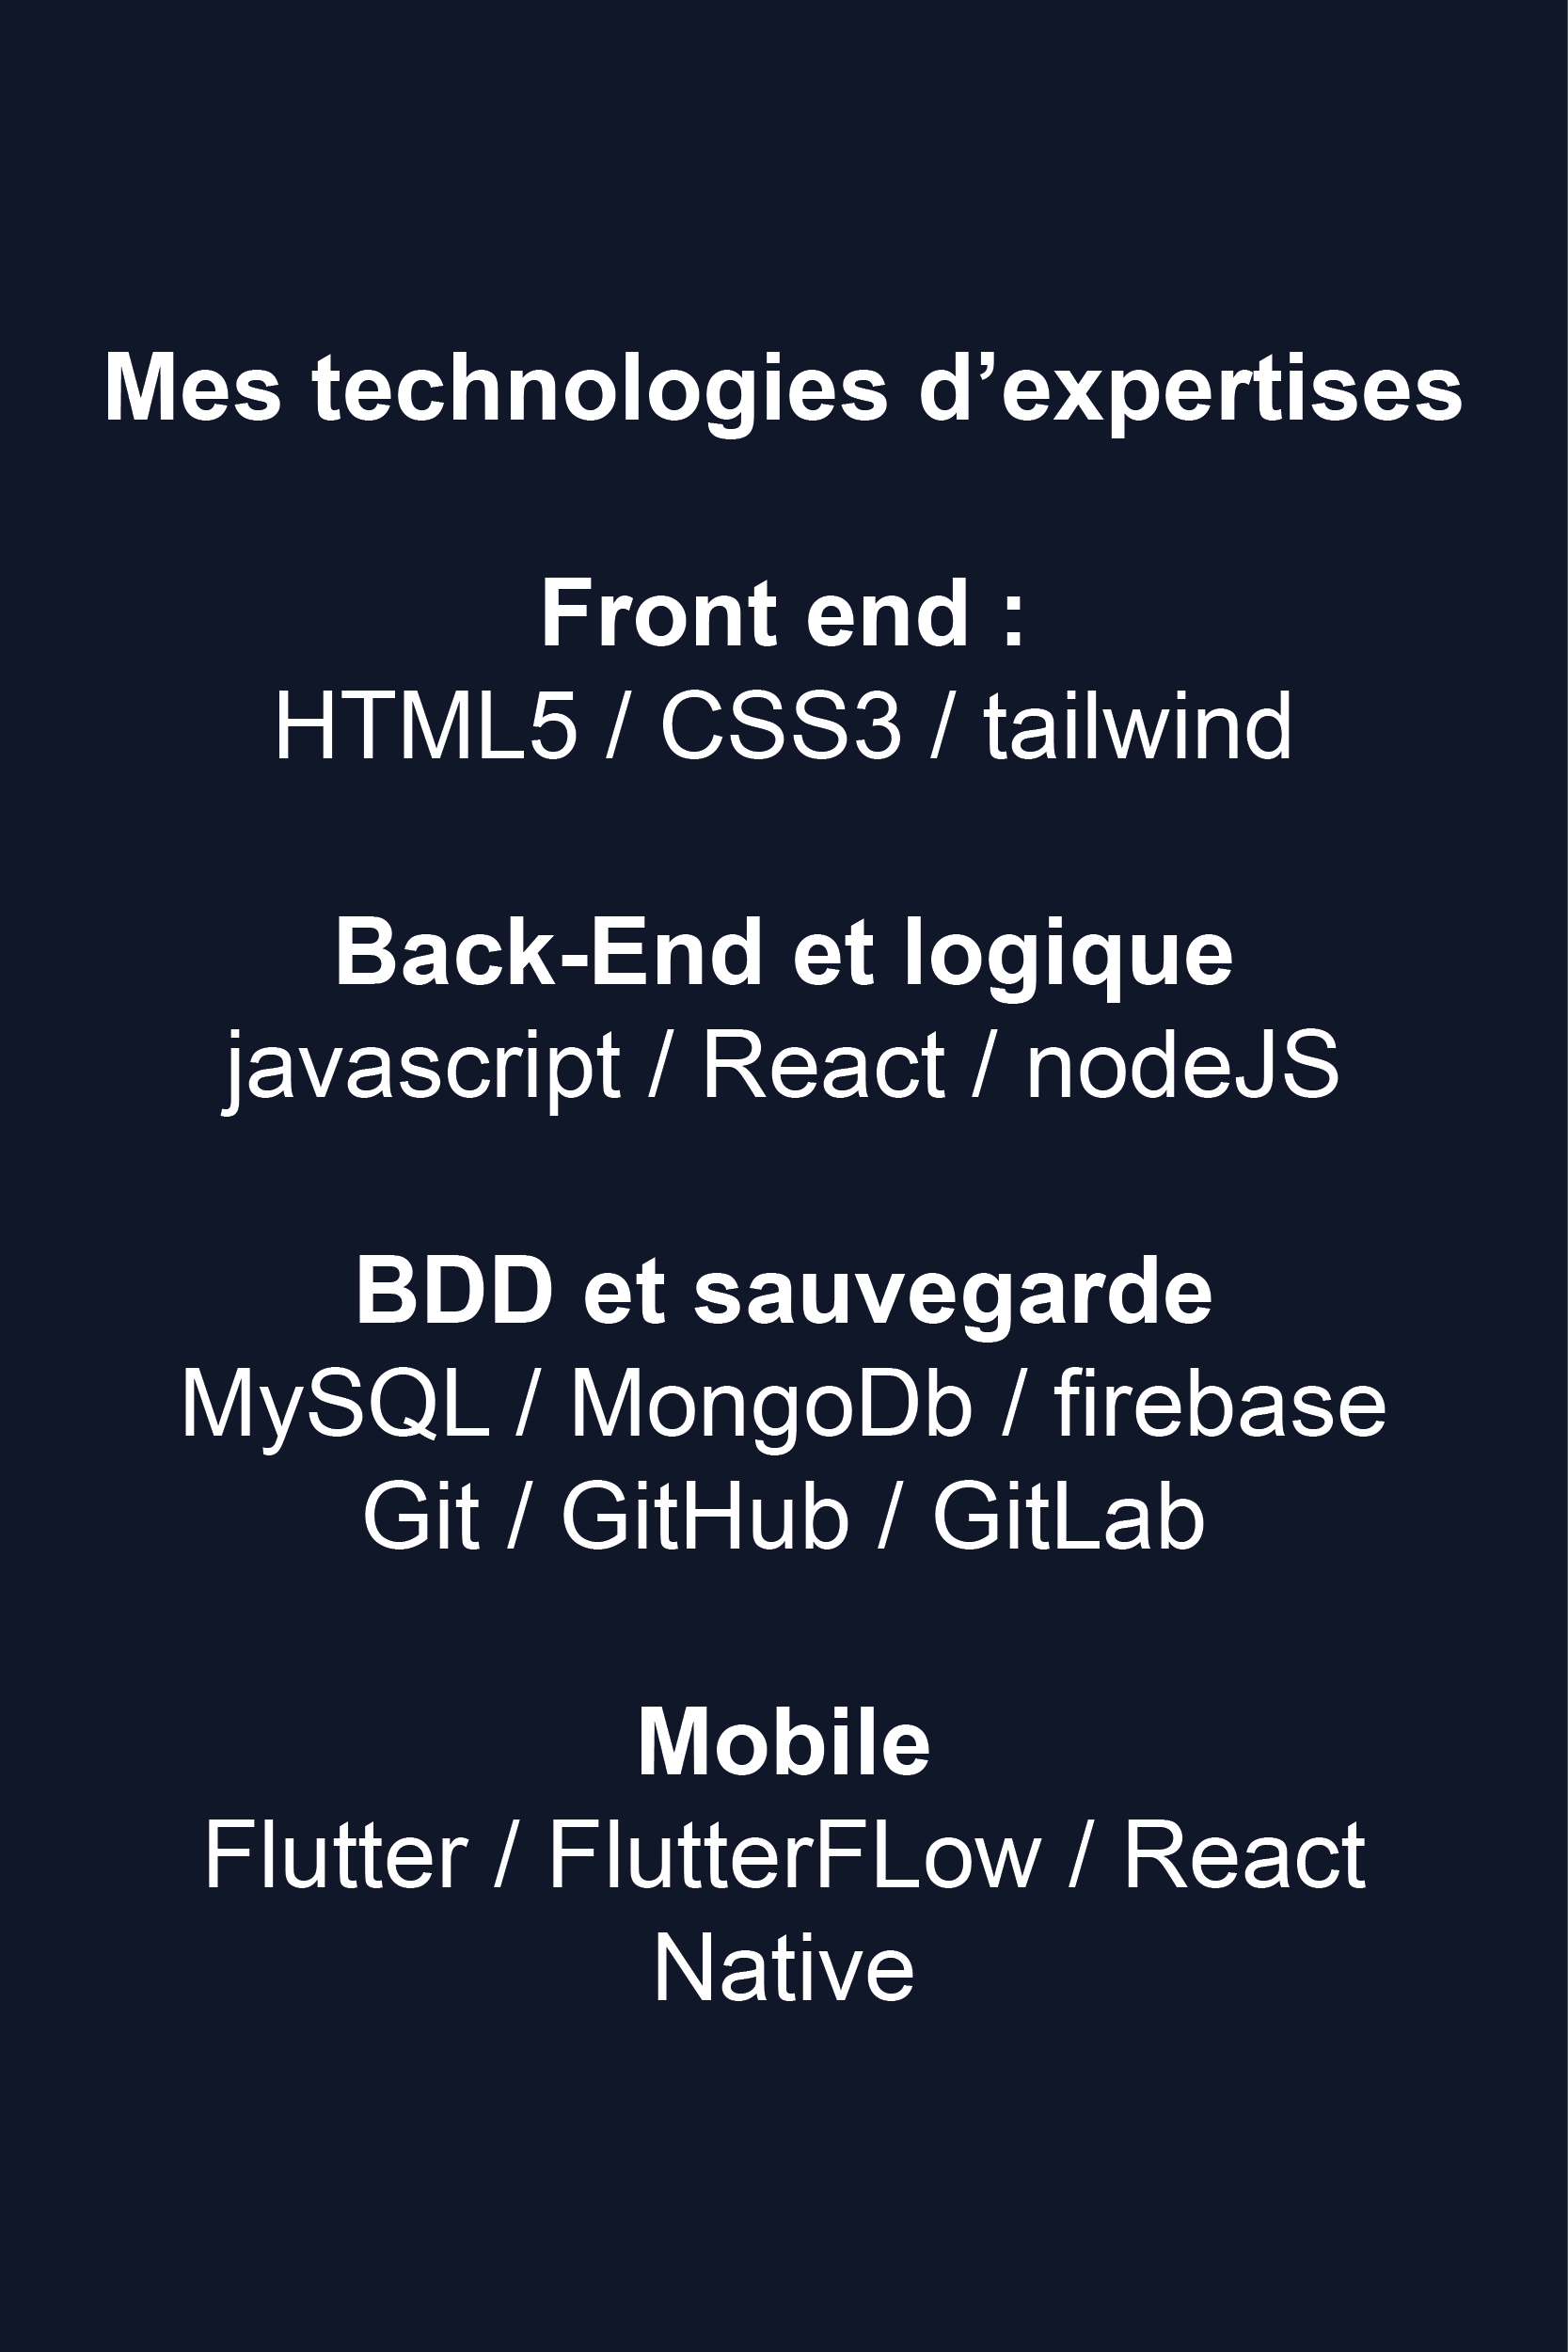 Mes technologies d’expertises
Front end :
HTML5 / CSS3 / tailwind
Back-End et logique
javascript / React / nodeJS
BDD et sauvegarde
MySQL / MongoDb / firebase
Git / GitHub / GitLab
Mobile
Flutter / FlutterFLow / React
Native